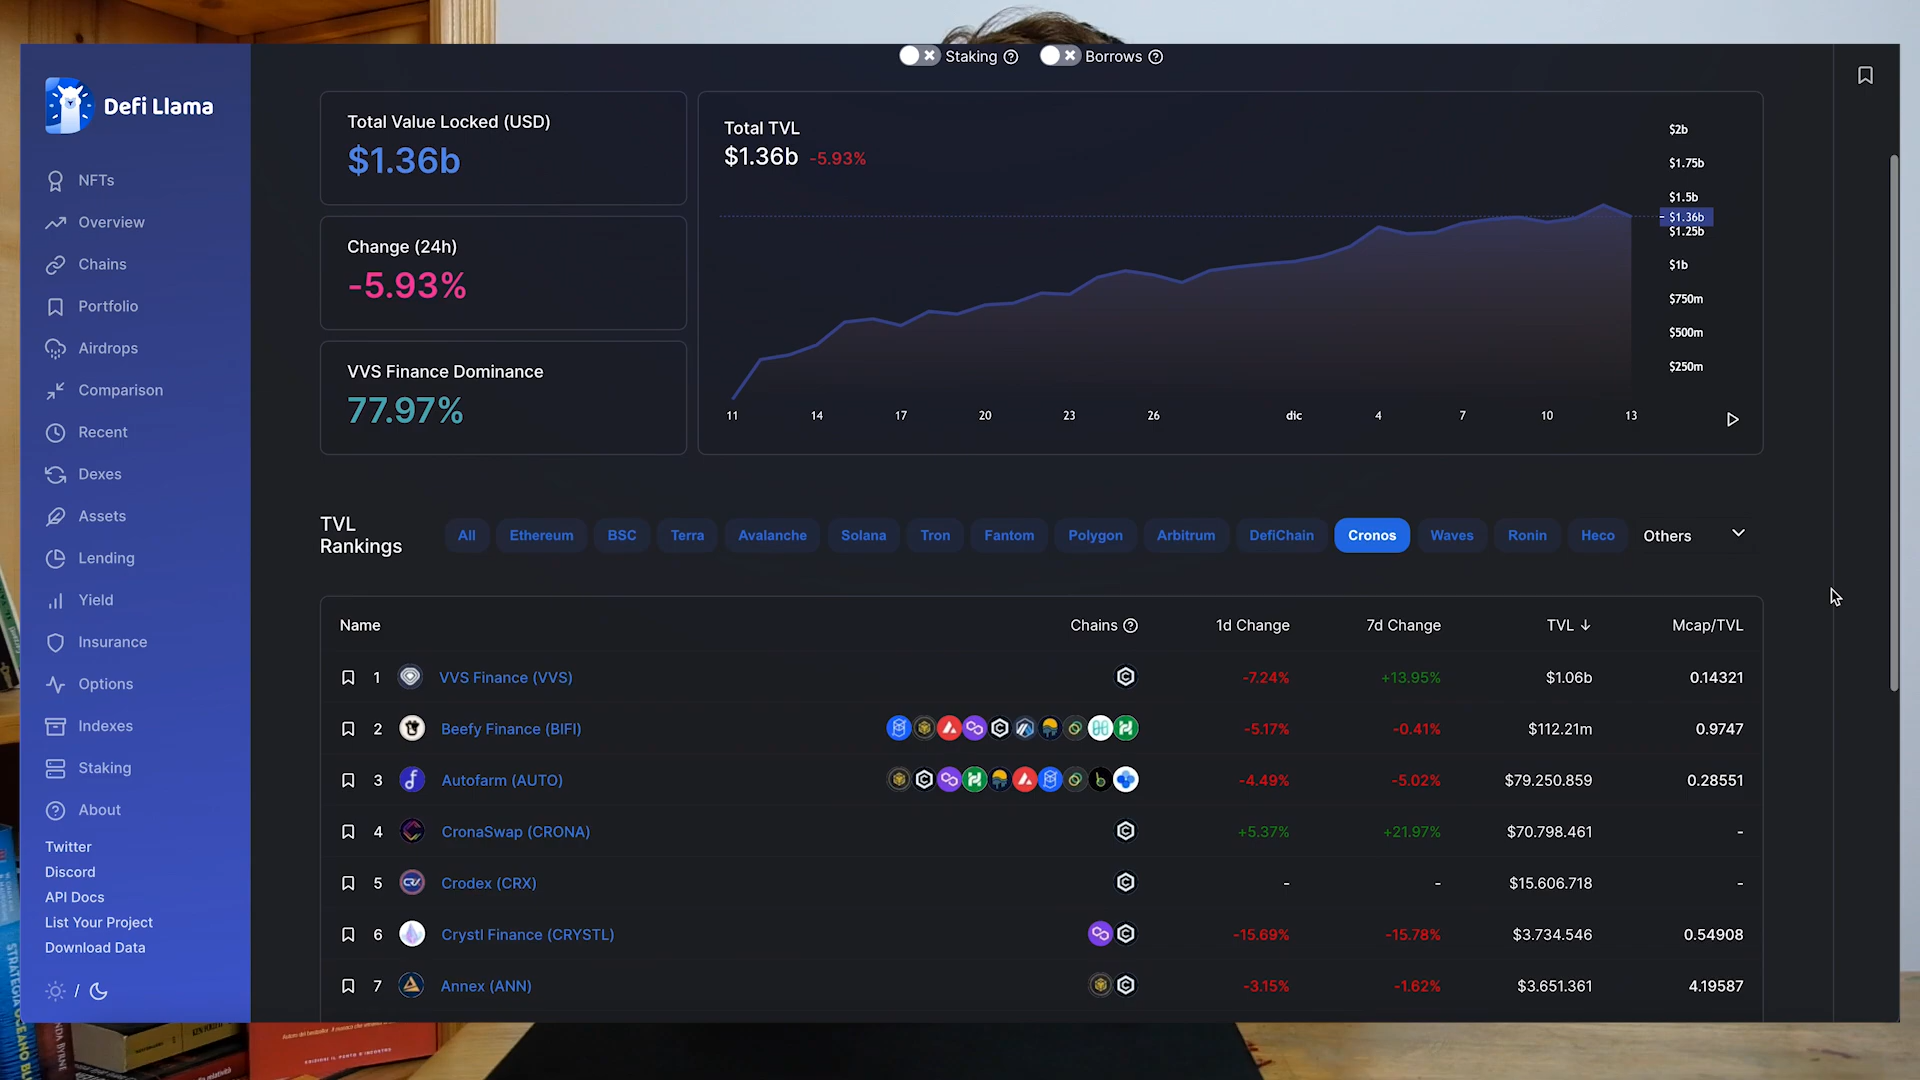 Staking
Borrows
Defi Llama
NFTs
Overview
Chains
Portfolio
Airdrops
Comparison
Recent
Dexes
Assets
Lending
Yield
Insurance
Options
Indexes
Staking
About
Twitter
Discord
API Docs
List Your Project
Download Data
/
Total Value Locked (USD)
$1.36b
Change (24h)
-5.93%
VVS Finance Dominance
77.97%
Total TVL
$1.36b -5.93%
$2b
$1.75b
$1.5b
$1.36b
$1.25b
$1b
$750m
$500m
$250m
11 14 17 20 23 26 dic 4 7 10 13
TVL Rankings
All Ethereum BSC Terra Avalanche Solana Tron Fantom Polygon Arbitrum DefiChain Cronos Waves Ronin Heco Others
Name Chains 1d Change 7d Change TVL Mcap/TVL
1 VVS Finance (VVS) -7.24% +13.95% $1.06b 0.14321
2 Beefy Finance (BIFI) -5.17% -0.41% $112.21m 0.9747
3 Autofarm (AUTO) -4.49% -5.02% $79.250.859 0.28551
4 CronaSwap (CRONA) +5.37% +21.97% $70.798.461 -
5 Crodex (CRX) - - $15.606.718 -
6 Crystl Finance (CRYSTL) -15.69% -15.78% $3.734.546 0.54908
7 Annex (ANN) -3.15% -1.62% $3.651.361 4.19587
STRATEGIA OCEANO BL
NDA BYRNE
EDIZIONI IL PUNTO D'INCONTRO